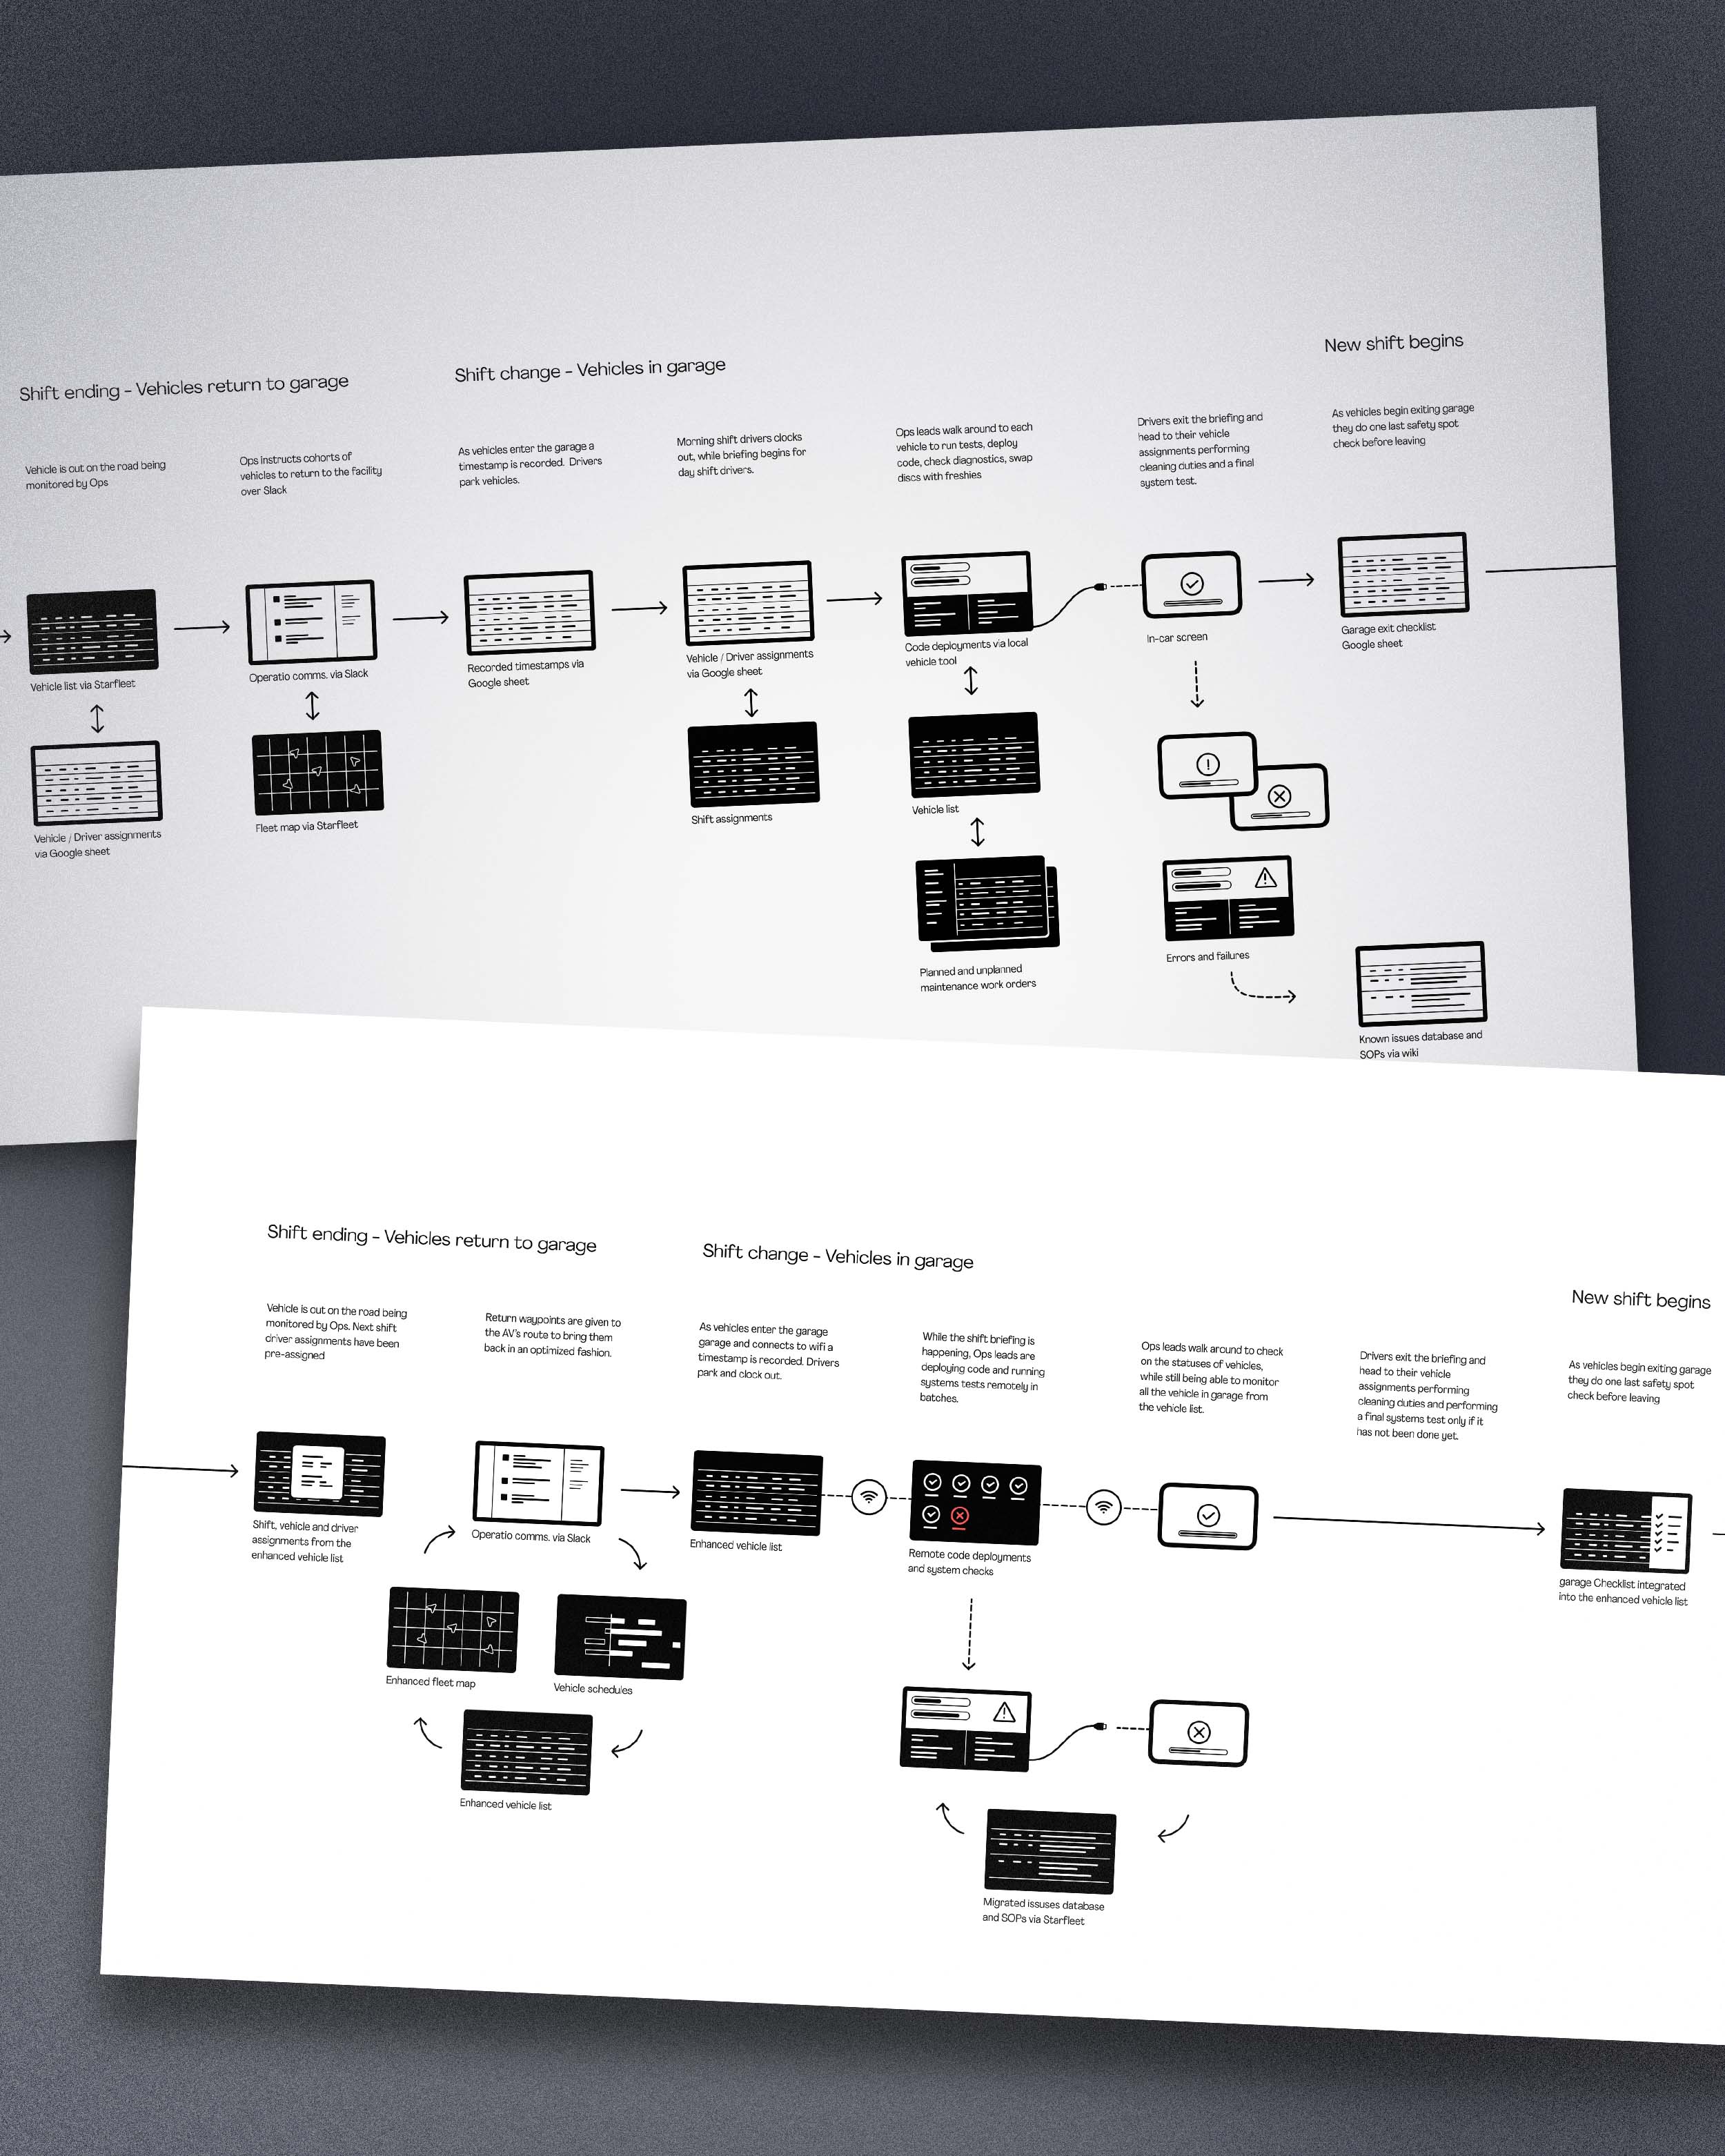 Shift ending - Vehicles return to garage
Shift change - Vehicles in garage
New shift begins
Vehicle is out on the road being
monitored by Ops
Ops instructs cohorts of
vehicles to return to the facility
over Slack
As vehicles enter the garage a
timestamp is recorded. Drivers
park vehicles.
Morning shift drivers clocks
out, while briefing begins for
day shift drivers.
Ops leads walk around to each
vehicle to run tests, deploy
code, check diagnostics, swap
discs with freshies
Drivers exit the briefing and
head to their vehicle
assignments performing
cleaning duties and a final
system test.
As vehicles begin exiting garage
they do one last safety spot
check before leaving
Vehicle list via Starfleet
Operatio comms. via Slack
Recorded timestamps via
Google sheet
Vehicle / Driver assignments
via Google sheet
Code deployments via local
vehicle tool
In-car screen
Garage exit checklist
Google sheet
Vehicle / Driver assignments
via Google sheet
Fleet map via Starfleet
Shift assignments
Vehicle list
Planned and unplanned
maintenance work orders
Errors and failures
Known issues database and
SOPs via wiki
Shift ending - Vehicles return to garage
Shift change - Vehicles in garage
New shift begins
Vehicle is out on the road being
monitored by Ops. Next shift
driver assignments have been
pre-assigned
Return waypoints are given to
the AV's route to bring them
back in an optimized fashion.
As vehicles enter the garage
garage and connects to wifi a
timestamp is recorded. Drivers
park and clock out.
While the shift briefing is
happening, Ops leads are
deploying code and running
systems tests remotely in
batches.
Ops leads walk around to check
on the statuses of vehicles,
while still being able to monitor
all the vehicle in garage from
the vehicle list.
Drivers exit the briefing and
head to their vehicle
assignments performing
cleaning duties and performing
a final systems test only if it
has not been done yet.
As vehicles begin exiting garage
they do one last safety spot
check before leaving
Shift, vehicle and driver
assignments from the
enhanced vehicle list
Operatio comms. via Slack
Enhanced vehicle list
Remote code deployments
and system checks
garage Checklist integrated
into the enhanced vehicle list
Enhanced fleet map
Vehicle schedules
Enhanced vehicle list
Migrated issuses database
and SOPs via Starfleet